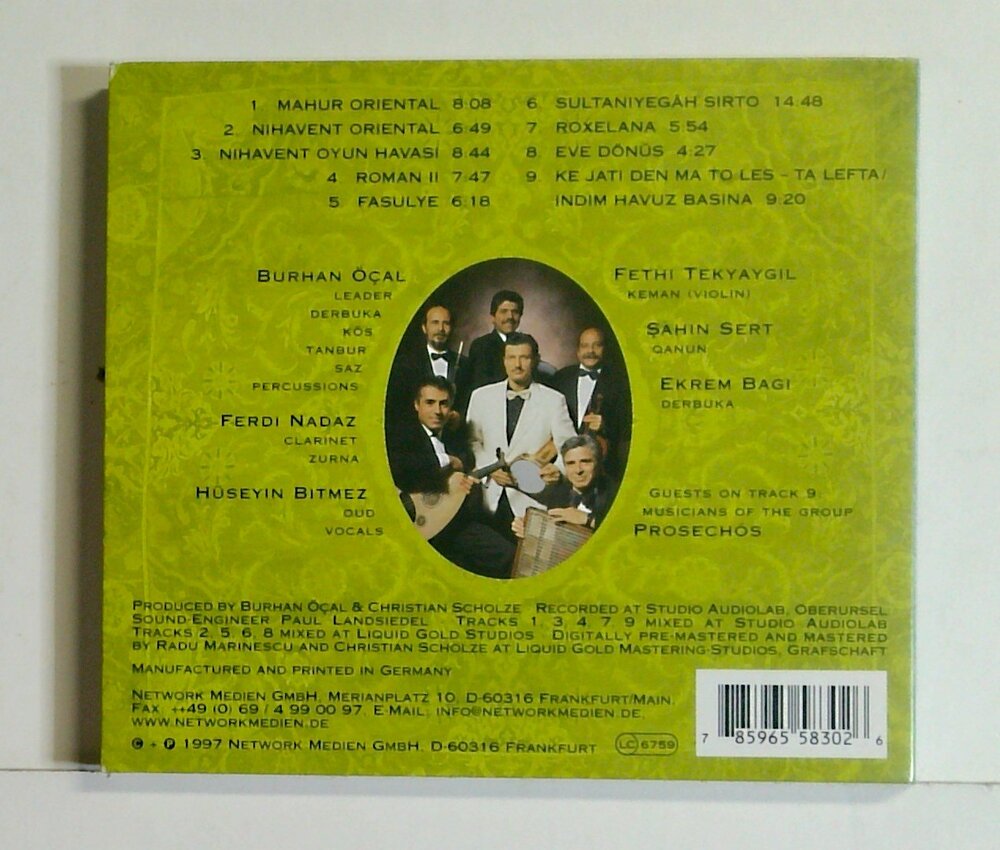 1. MAHUR ORIENTAL 8:08
2. NIHAVENT ORIENTAL 6:49
3. NIHAVENT OYUN HAVASİ 8:44
4 ROMAN II 7:47
5 FASULYE 6:18
6. SULTANIYEGÂH SIRTO 14:48
7 ROXELANA 5:54
8. EVE DÖNÜS 4:27
9. KE JATI DEN MA TO LES – TA LEFTA /
INDIM HAVUZ BASINA 9:20
BURHAN ÖÇAL
LEADER
DERBUKA
KÖS
TANBUR
SAZ
PERCUSSIONS
FERDI NADAZ
CLARINET
ZURNA
HÜSEYIN BITMEZ
OUD
VOCALS
FETHI TEKYAYGIL
KEMAN (VIOLIN)
ŞAHIN SERT
QANUN
EKREM BAGI
DERBUKA
GUESTS ON TRACK 9:
MUSICIANS OF THE GROUP
PROSECHÓS
PRODUCED BY BURHAN ÖÇAL & CHRISTIAN SCHOLZE RECORDED AT STUDIO AUDIOLAB, OBERURSEL
SOUND-ENGINEER PAUL LANDSIEDEL TRACKS 1, 3, 4, 7, 9 MIXED AT STUDIO AUDIOLAB
TRACKS 2, 5, 6, 8 MIXED AT LIQUID GOLD STUDIOS DIGITALLY PRE-MASTERED AND MASTERED
BY RADU MARINESCU AND CHRISTIAN SCHOLZE AT LIQUID GOLD MASTERING-STUDIOS, GRAFSCHAFT
MANUFACTURED AND PRINTED IN GERMANY
NETWORK MEDIEN GMBH, MERIANPLATZ 10, D-60316 FRANKFURT/MAIN.
FAX: ++49 (0) 69 / 4 99 00 97. E-MAIL: INFO@NETWORKMEDIEN.DE.
WWW.NETWORKMEDIEN.DE
© + ℗ 1997 NETWORK MEDIEN GMBH, D-60316 FRANKFURT
LC 6759
7 85965 58302 6